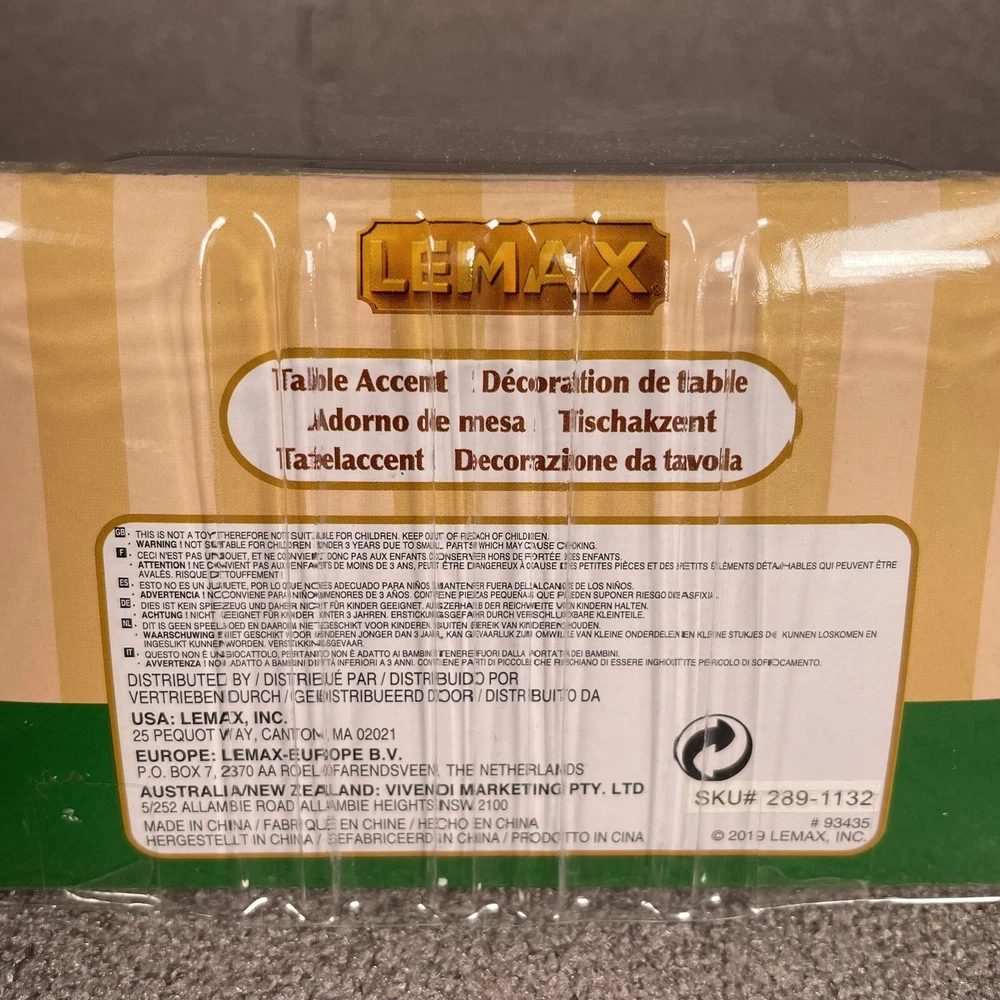 LEMAX
Table Accent Décoration de table
Adorno de mesa Tischakzent
Tafelaccent Decorazione da tavola
GB • THIS IS NOT A TOY THEREFORE NOT SUITABLE FOR CHILDREN. KEEP OUT OF REACH OF CHILDREN.
• WARNING ! NOT SUITABLE FOR CHILDREN UNDER 3 YEARS DUE TO SMALL PARTS WHICH MAY CAUSE CHOKING.
F • CECI N'EST PAS UN JOUET, ET NE CONVIENT DONC PAS AUX ENFANTS. CONSERVER HORS DE PORTÉE DES ENFANTS.
• ATTENTION ! NE CONVIENT PAS AUX ENFANTS DE MOINS DE 3 ANS, PEUT ÊTRE DANGEREUX À CAUSE DES PETITES PIÈCES ET DES PETITS ÉLÉMENTS DÉTACHABLES QUI PEUVENT ÊTRE
AVALÉS. RISQUE D'ÉTOUFFEMENT !
ES • ESTO NO ES UN JUGUETE, POR LO QUE NO ES ADECUADO PARA NIÑOS. MANTENER FUERA DEL ALCANCE DE LOS NIÑOS.
• ADVERTENCIA ! NO CONVIENE PARA NIÑOS MENORES DE 3 AÑOS. CONTIENE PIEZAS PEQUEÑAS QUE PUEDEN SUPONER RIESGO DE ASFIXIA.
DE • DIES IST KEIN SPIELZEUG UND DAHER NICHT FÜR KINDER GEEIGNET. AUSZERHALB DER REICHWEITE VON KINDERN HALTEN.
• ACHTUNG ! NICHT GEEIGNET FÜR KINDER UNTER 3 JAHREN. ERSTICKUNGSGEFAHR DURCH VERSCHLUCKBARE KLEINTEILE.
NL • DIT IS GEEN SPEELGOED EN DAAROM NIET GESCHIKT VOOR KINDEREN. BUITEN BEREIK VAN KINDEREN HOUDEN.
• WAARSCHUWING ! NIET GESCHIKT VOOR KINDEREN JONGER DAN 3 JAAR, KAN GEVAARLIJK ZIJN OMWILLE VAN KLEINE ONDERDELEN EN KLEINE STUKJES DIE KUNNEN LOSKOMEN EN
INGESLIKT KUNNEN WORDEN. VERSTIKKINGSGEVAAR.
IT • QUESTO NON È UN GIOCATTOLO, PERTANTO NON È ADATTO AI BAMBINI. TENERE FUORI DALLA PORTATA DEI BAMBINI.
• AVVERTENZA ! NON ADATTO A BAMBINI DI ETÀ INFERIORI A 3 ANNI. CONTIENE PARTI DI PICCOLE CHE RISCHIANO DI ESSERE INGHIOTTITE PERICOLO DI SOFFOCAMENTO.
DISTRIBUTED BY / DISTRIBUÉ PAR / DISTRIBUIDO POR
VERTRIEBEN DURCH / GEDISTRIBUEERD DOOR / DISTRIBUITO DA
USA: LEMAX, INC.
25 PEQUOT WAY, CANTON, MA 02021
EUROPE: LEMAX-EUROPE B.V.
P.O. BOX 7, 2370 AA ROELOFARENDSVEEN, THE NETHERLANDS
AUSTRALIA/NEW ZEALAND: VIVENDI MARKETING PTY. LTD
5/252 ALLAMBIE ROAD ALLAMBIE HEIGHTS NSW 2100
MADE IN CHINA / FABRIQUÉ EN CHINE / HECHO EN CHINA
HERGESTELLT IN CHINA / GEFABRICEERD IN CHINA / PRODOTTO IN CINA
SKU# 289-1132
# 93435
© 2019 LEMAX, INC.